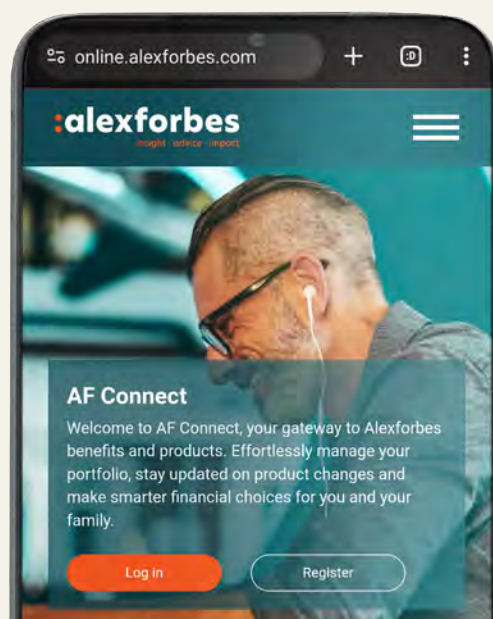 online.alexforbes.com
:D
:alexforbes
insight advice impact
AF Connect
Welcome to AF Connect, your gateway to Alexforbes
benefits and products. Effortlessly manage your
portfolio, stay updated on product changes and
make smarter financial choices for you and your
family.
Log in
Register